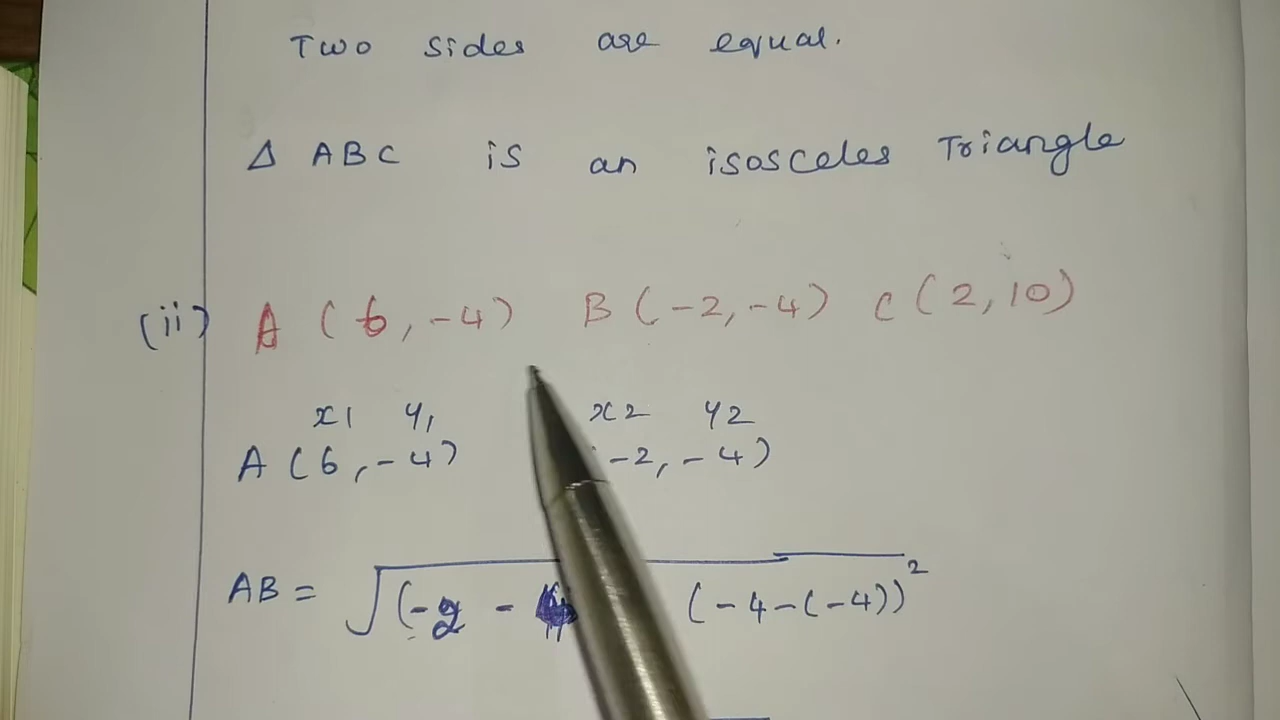 Two sides are equal.
Δ ABC is an isosceles Triangle
(ii) A (6, -4) B (-2, -4) C (2, 10)
x1 y1 x2 y2
A (6, -4) -2, -4)
AB = √(-2 - (-4 - (-4))²